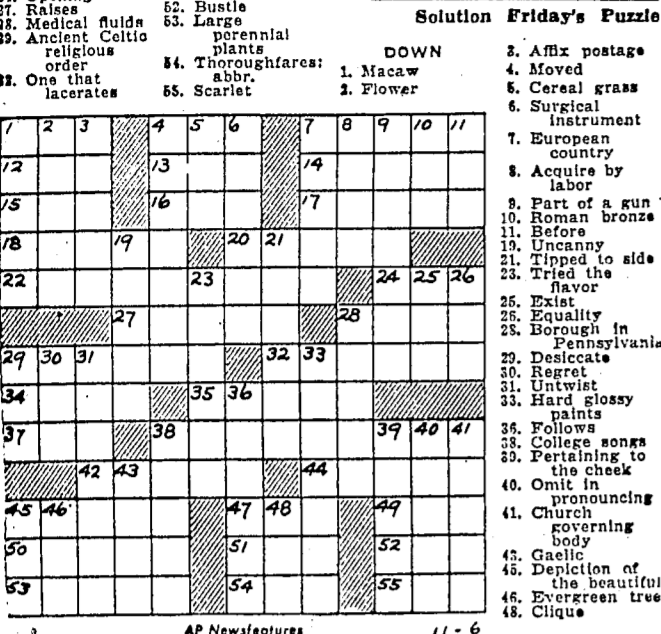 27. Raises
28. Medical fluids
29. Ancient Celtic
religious
order
32. One that
lacerates
52. Bustle
53. Large
perennial
plants
54. Thoroughfares:
abbr.
55. Scarlet
Solution Friday's Puzzle
DOWN
1. Macaw
2. Flower
3. Affix postage
4. Moved
5. Cereal grass
6. Surgical
instrument
7. European
country
8. Acquire by
labor
9. Part of a gun
10. Roman bronze
11. Before
19. Uncanny
21. Tipped to side
23. Tried the
flavor
25. Exist
26. Equality
28. Borough in
Pennsylvania
29. Desiccate
30. Regret
31. Untwist
33. Hard glossy
paints
36. Follows
38. College songs
39. Pertaining to
the cheek
40. Omit in
pronouncing
41. Church
governing
body
43. Gaelic
45. Depiction of
the beautiful
46. Evergreen tree
48. Clique
1 2 3 4 5 6 7 8 9 10 11
12 13 14
15 16 17
18 19 20 21
22 23 24 25 26
27 28
29 30 31 32 33
34 35 36
37 38 39 40 41
42 43 44
45 46 47 48 49
50 51 52
53 54 55
AP Newsfeatures
11-6